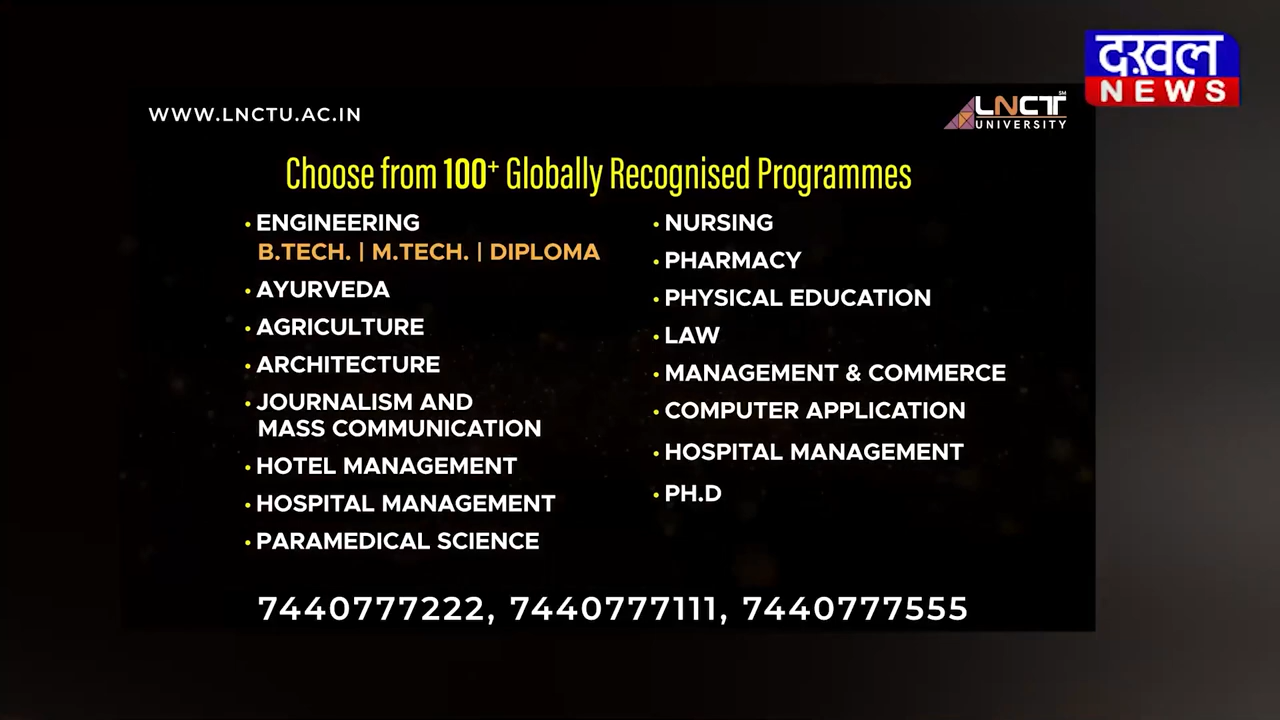 दख़ल
NEWS
WWW.LNCTU.AC.IN
LNCT SM
UNIVERSITY
Choose from 100+ Globally Recognised Programmes
• ENGINEERING
B.TECH. | M.TECH. | DIPLOMA
• AYURVEDA
• AGRICULTURE
• ARCHITECTURE
• JOURNALISM AND
MASS COMMUNICATION
• HOTEL MANAGEMENT
• HOSPITAL MANAGEMENT
• PARAMEDICAL SCIENCE
• NURSING
• PHARMACY
• PHYSICAL EDUCATION
• LAW
• MANAGEMENT & COMMERCE
• COMPUTER APPLICATION
• HOSPITAL MANAGEMENT
• PH.D
7440777222, 7440777111, 7440777555